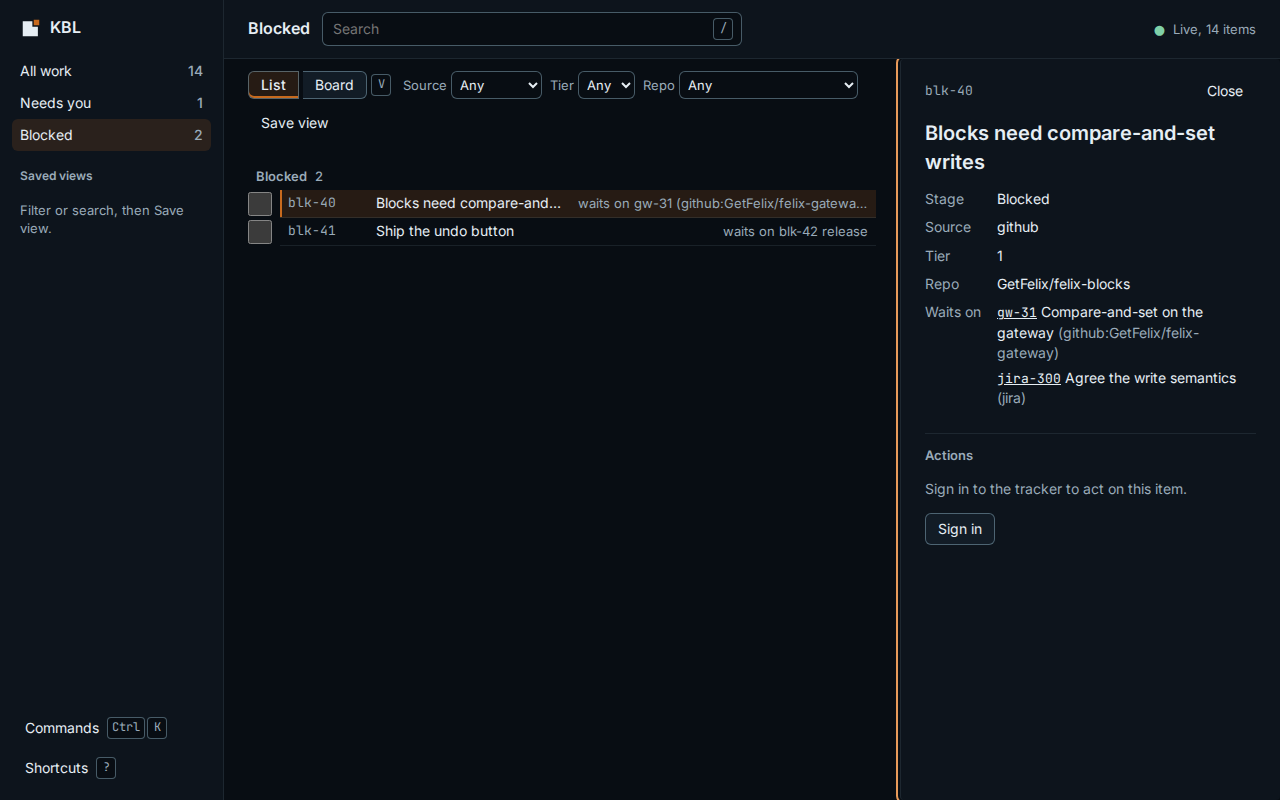 KBL
All work 14
Needs you 1
Blocked 2
Saved views
Filter or search, then Save
view.
Commands Ctrl K
Shortcuts ?
Blocked
Search /
Live, 14 items
List Board V Source Any Tier Any Repo Any
Save view
Blocked 2
blk-40 Blocks need compare-and... waits on gw-31 (github:GetFelix/felix-gatewa...
blk-41 Ship the undo button waits on blk-42 release
blk-40 Close
Blocks need compare-and-set
writes
Stage Blocked
Source github
Tier 1
Repo GetFelix/felix-blocks
Waits on gw-31 Compare-and-set on the
gateway (github:GetFelix/felix-
gateway)
jira-300 Agree the write semantics
(jira)
Actions
Sign in to the tracker to act on this item.
Sign in